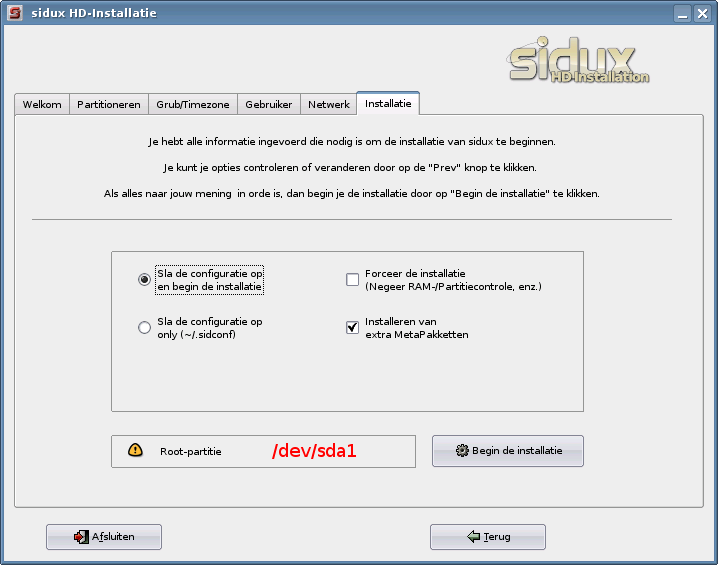 sidux HD-Installatie
sidux
HD-Installation
Welkom Partitioneren Grub/Timezone Gebruiker Netwerk Installatie
Je hebt alle informatie ingevoerd die nodig is om de installatie van sidux te beginnen.
Je kunt je opties controleren of veranderen door op de "Prev" knop te klikken.
Als alles naar jouw mening in orde is, dan begin je de installatie door op "Begin de installatie" te klikken.
Sla de configuratie op
en begin de installatie
Forceer de installatie
(Negeer RAM-/Partitiecontrole, enz.)
Sla de configuratie op
only (~/.sidconf)
Installeren van
extra MetaPakketten
Root-partitie /dev/sda1 Begin de installatie
Afsluiten Terug